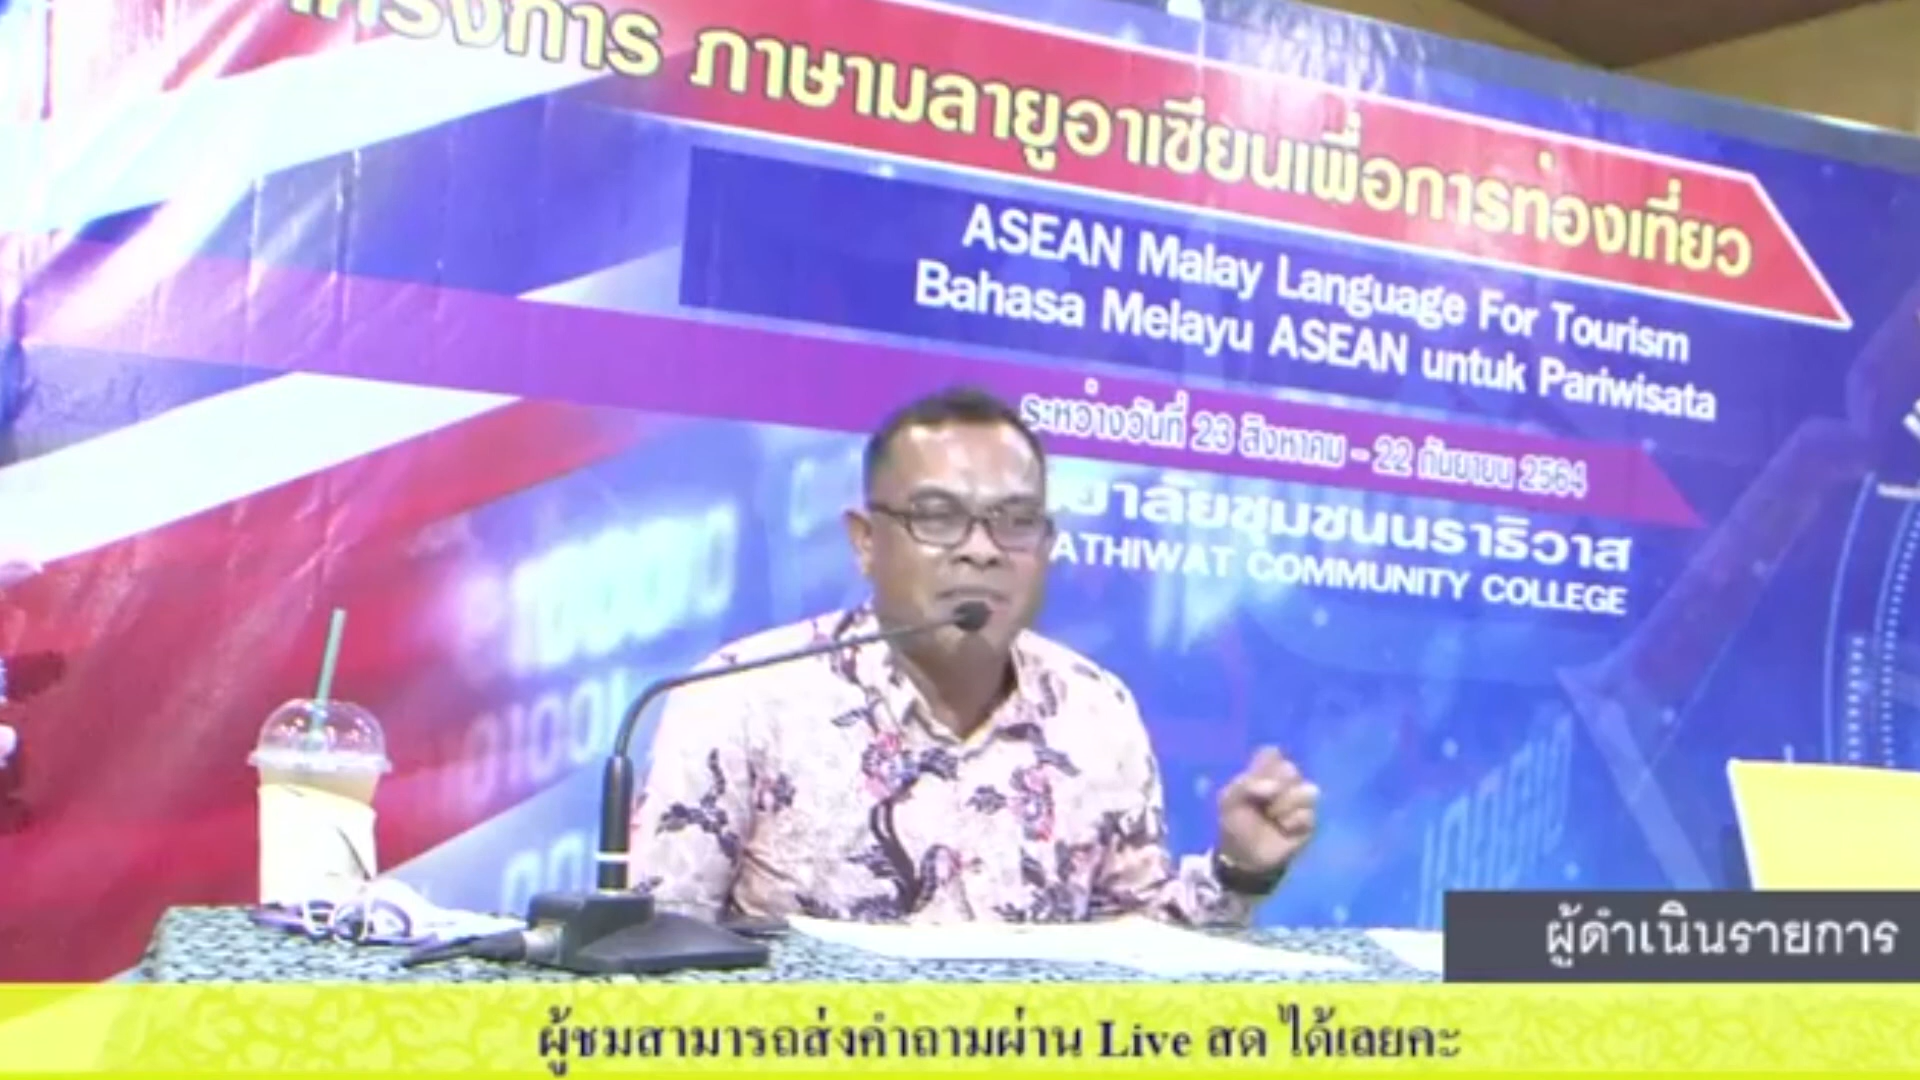 โครงการ ภาษามลายูอาเซียนเพื่อการท่องเที่ยว
ASEAN Malay Language For Tourism
Bahasa Melayu ASEAN untuk Pariwisata
ระหว่างวันที่ 23 สิงหาคม - 22 กันยายน 2564
ยาลัยชุมชนนราธิวาส
ATHIWAT COMMUNITY COLLEGE
ผู้ดำเนินรายการ
ผู้ชมสามารถส่งคำถามผ่าน Live สด ได้เลยคะ